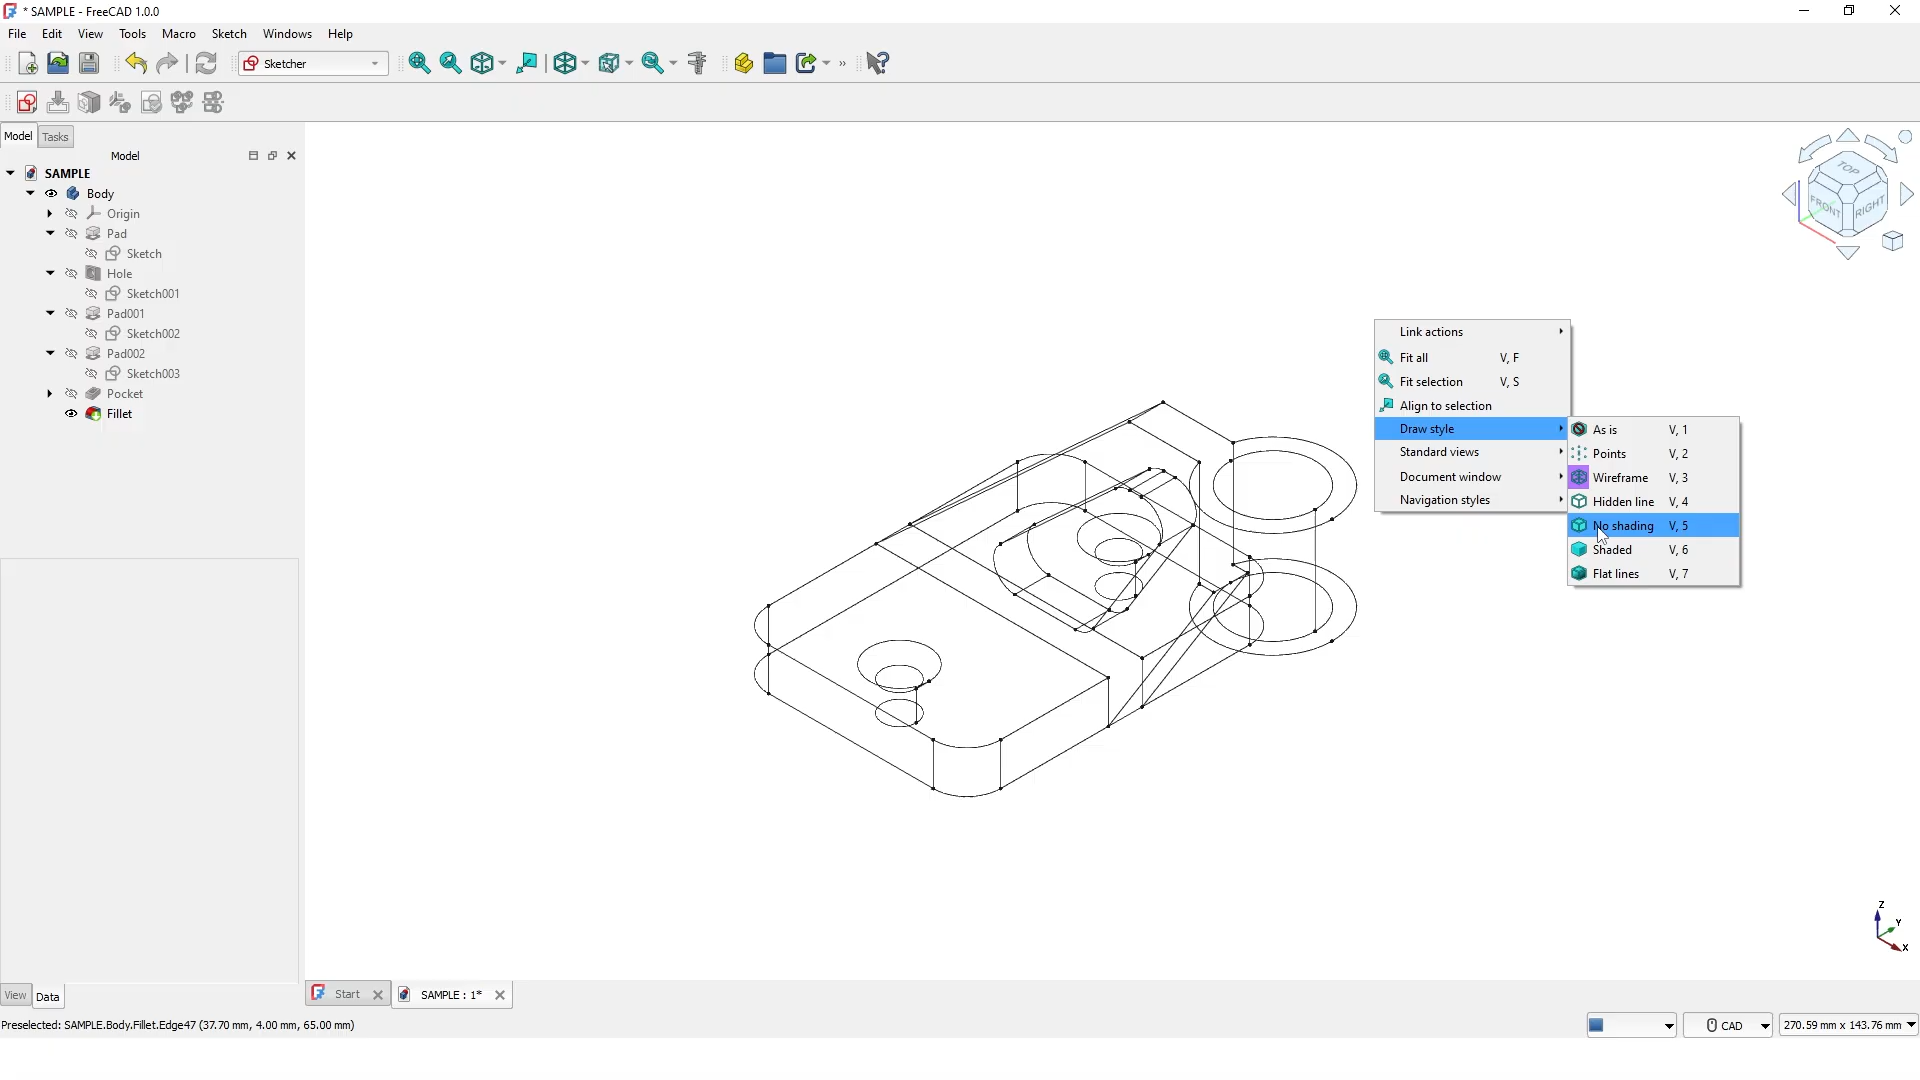 * SAMPLE - FreeCAD 1.0.0
File Edit View Tools Macro Sketch Windows Help
Sketcher
»
Model Tasks
Model
SAMPLE
Body
Origin
Pad
Sketch
Hole
Sketch001
Pad001
Sketch002
Pad002
Sketch003
Pocket
Fillet
TOP
FRONT
RIGHT
Link actions
Fit all V, F
Fit selection V, S
Align to selection
Draw style
Standard views
Document window
Navigation styles
As is V, 1
Points V, 2
Wireframe V, 3
Hidden line V, 4
No shading V, 5
Shaded V, 6
Flat lines V, 7
Z
Y
X
View Data
Start
SAMPLE : 1*
Preselected: SAMPLE.Body.Fillet.Edge47 (37.70 mm, 4.00 mm, 65.00 mm)
CAD
270.59 mm x 143.76 mm